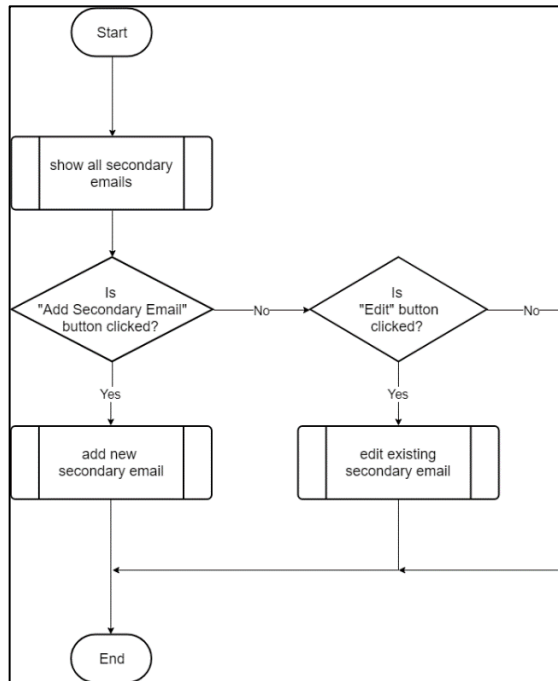 Start
show all secondary
emails
Is
"Add Secondary Email"
button clicked?
No
Is
"Edit" button
clicked?
No
Yes
Yes
add new
secondary email
edit existing
secondary email
End